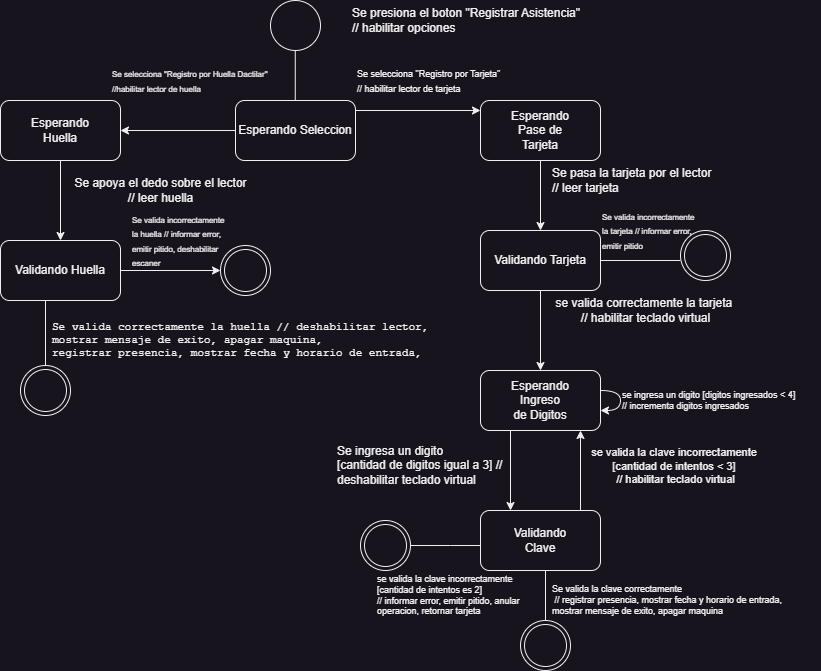 Se presiona el boton "Registrar Asistencia"
// habilitar opciones
Se selecciona "Registro por Huella Dactilar"
//habilitar lector de huella
Se selecciona "Registro por Tarjeta"
// habilitar lector de tarjeta
Esperando
Huella
Esperando Seleccion
Esperando
Pase de
Tarjeta
Se apoya el dedo sobre el lector
// leer huella
Se pasa la tarjeta por el lector
// leer tarjeta
Se valida incorrectamente
la huella // informar error,
emitir pitido, deshabilitar
escaner
Se valida incorrectamente
la tarjeta // informar error,
emitir pitido
Validando Huella
Validando Tarjeta
Se valida correctamente la huella // deshabilitar lector,
mostrar mensaje de exito, apagar maquina,
registrar presencia, mostrar fecha y horario de entrada,
se valida correctamente la tarjeta
// habilitar teclado virtual
Esperando
Ingreso
de Digitos
se ingresa un digito [digitos ingresados < 4]
// incrementa digitos ingresados
Se ingresa un digito
[cantidad de digitos igual a 3] //
deshabilitar teclado virtual
se valida la clave incorrectamente
[cantidad de intentos < 3]
// habilitar teclado virtual
Validando
Clave
se valida la clave incorrectamente
[cantidad de intentos es 2]
// informar error, emitir pitido, anular
operacion, retornar tarjeta
Se valida la clave correctamente
// registrar presencia, mostrar fecha y horario de entrada,
mostrar mensaje de exito, apagar maquina